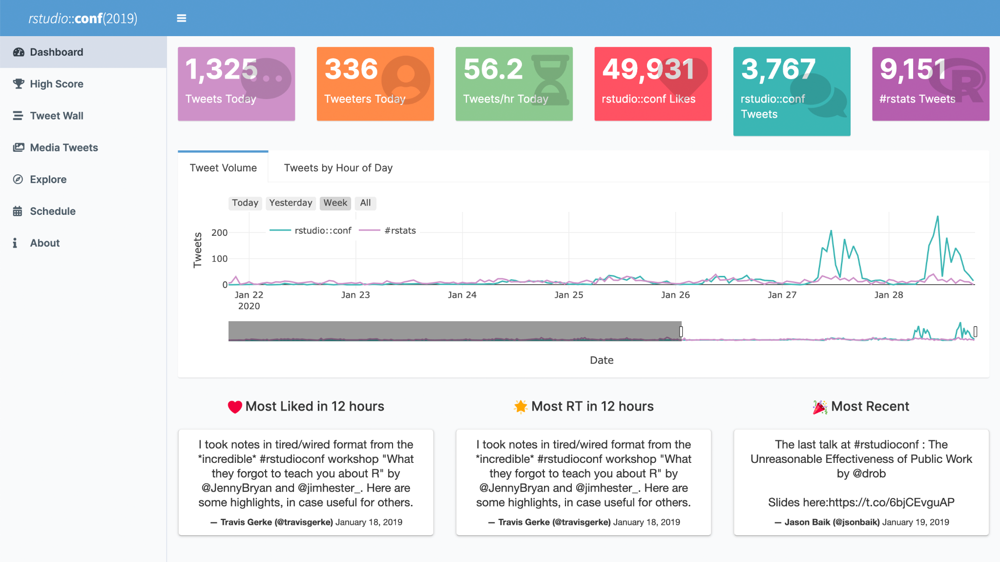 rstudio::conf(2019)
Dashboard
High Score
Tweet Wall
Media Tweets
Explore
Schedule
About
1,325
Tweets Today
336
Tweeters Today
56.2
Tweets/hr Today
49,931
rstudio::conf Likes
3,767
rstudio::conf
Tweets
9,151
#rstats Tweets
Tweet Volume
Tweets by Hour of Day
Today Yesterday Week All
rstudio::conf #rstats
Tweets
200
100
0
Jan 22 Jan 23 Jan 24 Jan 25 Jan 26 Jan 27 Jan 28
2020
Date
Most Liked in 12 hours
I took notes in tired/wired format from the
*incredible* #rstudioconf workshop "What
they forgot to teach you about R" by
@JennyBryan and @jimhester_. Here are
some highlights, in case useful for others.
— Travis Gerke (@travisgerke) January 18, 2019
Most RT in 12 hours
I took notes in tired/wired format from the
*incredible* #rstudioconf workshop "What
they forgot to teach you about R" by
@JennyBryan and @jimhester_. Here are
some highlights, in case useful for others.
— Travis Gerke (@travisgerke) January 18, 2019
Most Recent
The last talk at #rstudioconf : The
Unreasonable Effectiveness of Public Work
by @drob
Slides here:https://t.co/6bjCEvguAP
— Jason Baik (@jsonbaik) January 19, 2019